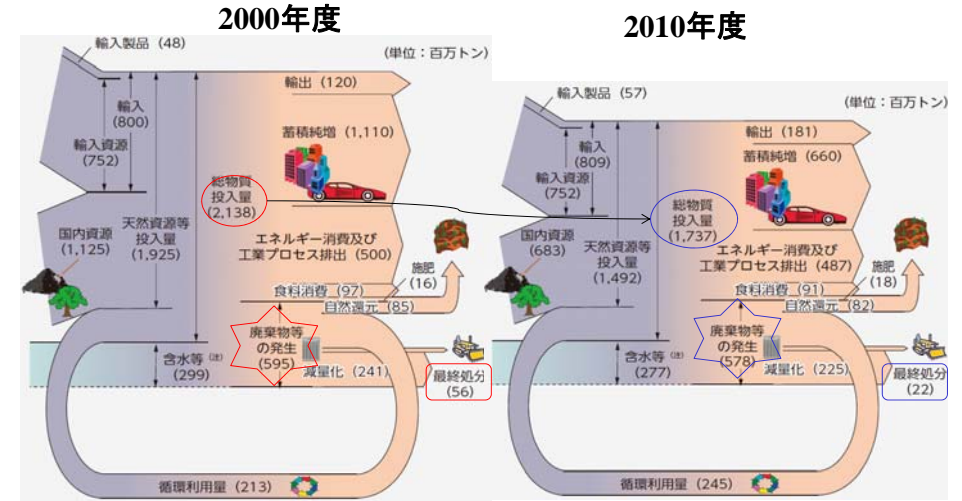 2000年度
輸入製品 (48)
(単位：百万トン)
輸出 (120)
輸入
(800)
蓄積純増 (1,110)
輸入資源
(752)
総物質
投入量
(2,138)
国内資源
(1,125)
天然資源等
投入量
(1,925)
エネルギー消費及び
工業プロセス排出 (500)
施肥
(16)
食料消費 (97)
自然還元 (85)
廃棄物等
の発生
(595)
含水等 (注)
(299)
減量化 (241)
最終処分
(56)
循環利用量 (213)
2010年度
輸入製品 (57)
(単位：百万トン)
輸出 (181)
輸入
(809)
蓄積純増 (660)
輸入資源
(752)
総物質
投入量
(1,737)
国内資源
(683)
天然資源等
投入量
(1,492)
エネルギー消費及び
工業プロセス排出 (487)
施肥
(18)
食料消費 (91)
自然還元 (82)
廃棄物等
の発生
(578)
含水等 (注)
(277)
減量化 (225)
最終処分
(22)
循環利用量 (245)